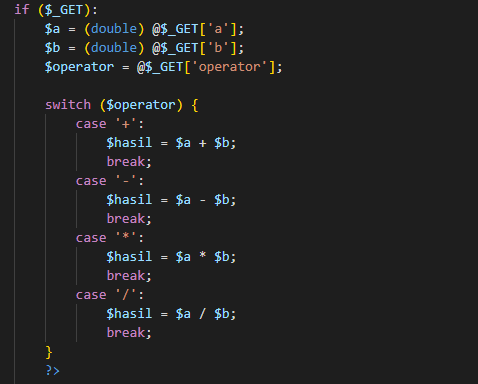 if ($_GET):
    $a = (double) @$_GET['a'];
    $b = (double) @$_GET['b'];
    $operator = @$_GET['operator'];

    switch ($operator) {
        case '+':
            $hasil = $a + $b;
            break;
        case '-':
            $hasil = $a - $b;
            break;
        case '*':
            $hasil = $a * $b;
            break;
        case '/':
            $hasil = $a / $b;
            break;
    }
    ?>